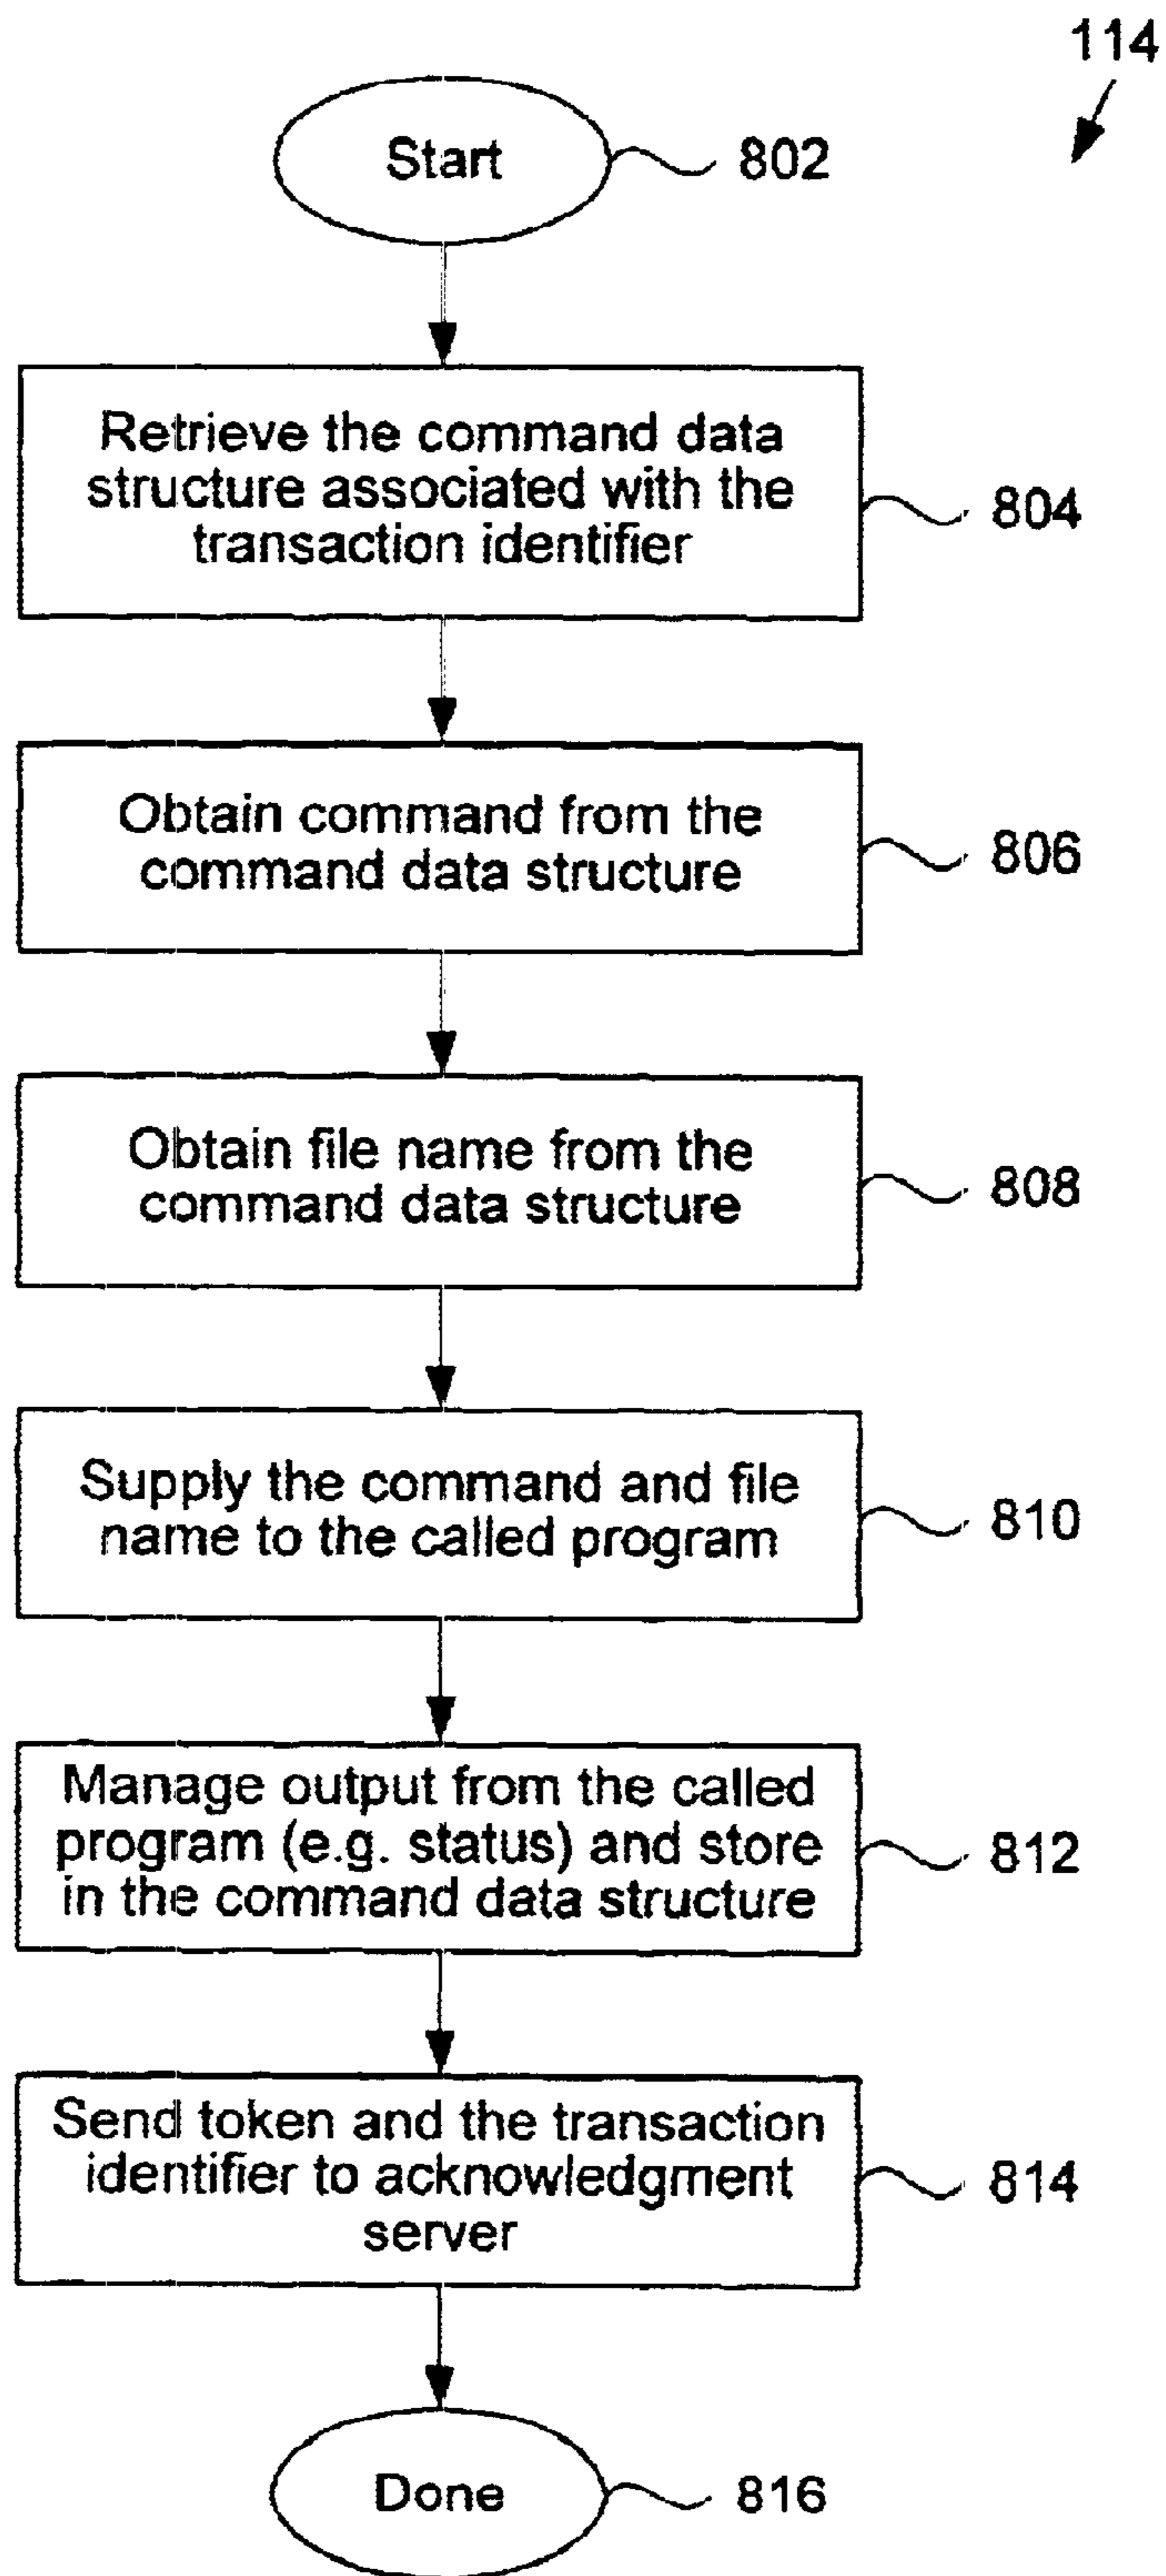 114
Start
802
Retrieve the command data
structure associated with the
transaction identifier
804
Obtain command from the
command data structure
806
Obtain file name from the
command data structure
808
Supply the command and file
name to the called program
810
Manage output from the called
program (e.g. status) and store
in the command data structure
812
Send token and the transaction
identifier to acknowledgment
server
814
Done
816